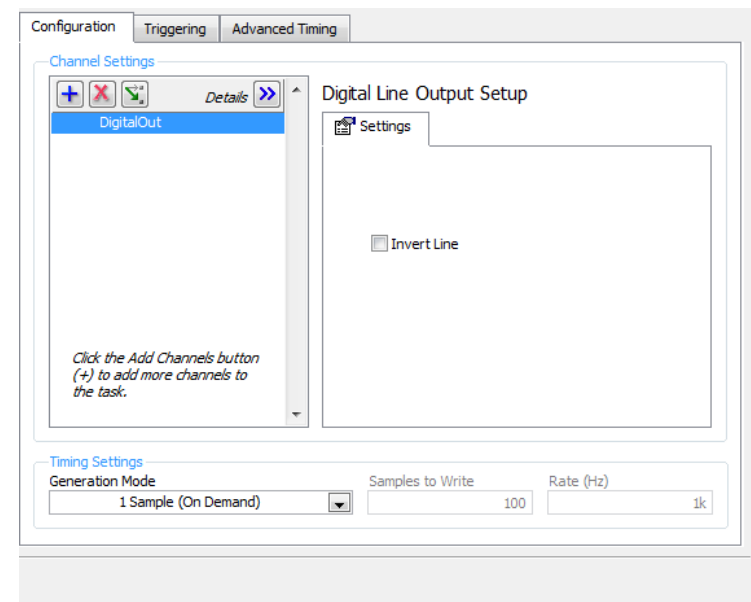 Configuration
Triggering
Advanced Timing
Channel Settings
Details
DigitalOut
Click the Add Channels button
(+) to add more channels to
the task.
Digital Line Output Setup
Settings
Invert Line
Timing Settings
Generation Mode
Samples to Write
Rate (Hz)
1 Sample (On Demand)
100
1k